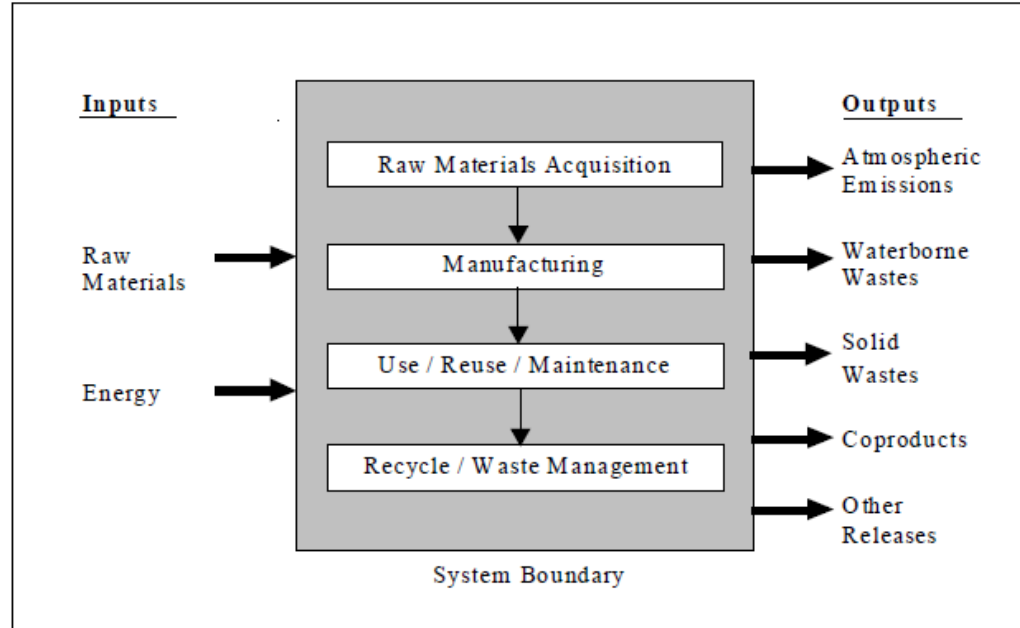 Inputs
Raw
Materials
Energy
Raw Materials Acquisition
Manufacturing
Use / Reuse / Maintenance
Recycle / Waste Management
System Boundary
Outputs
Atmospheric
Emissions
Waterborne
Wastes
Solid
Wastes
Coproducts
Other
Releases